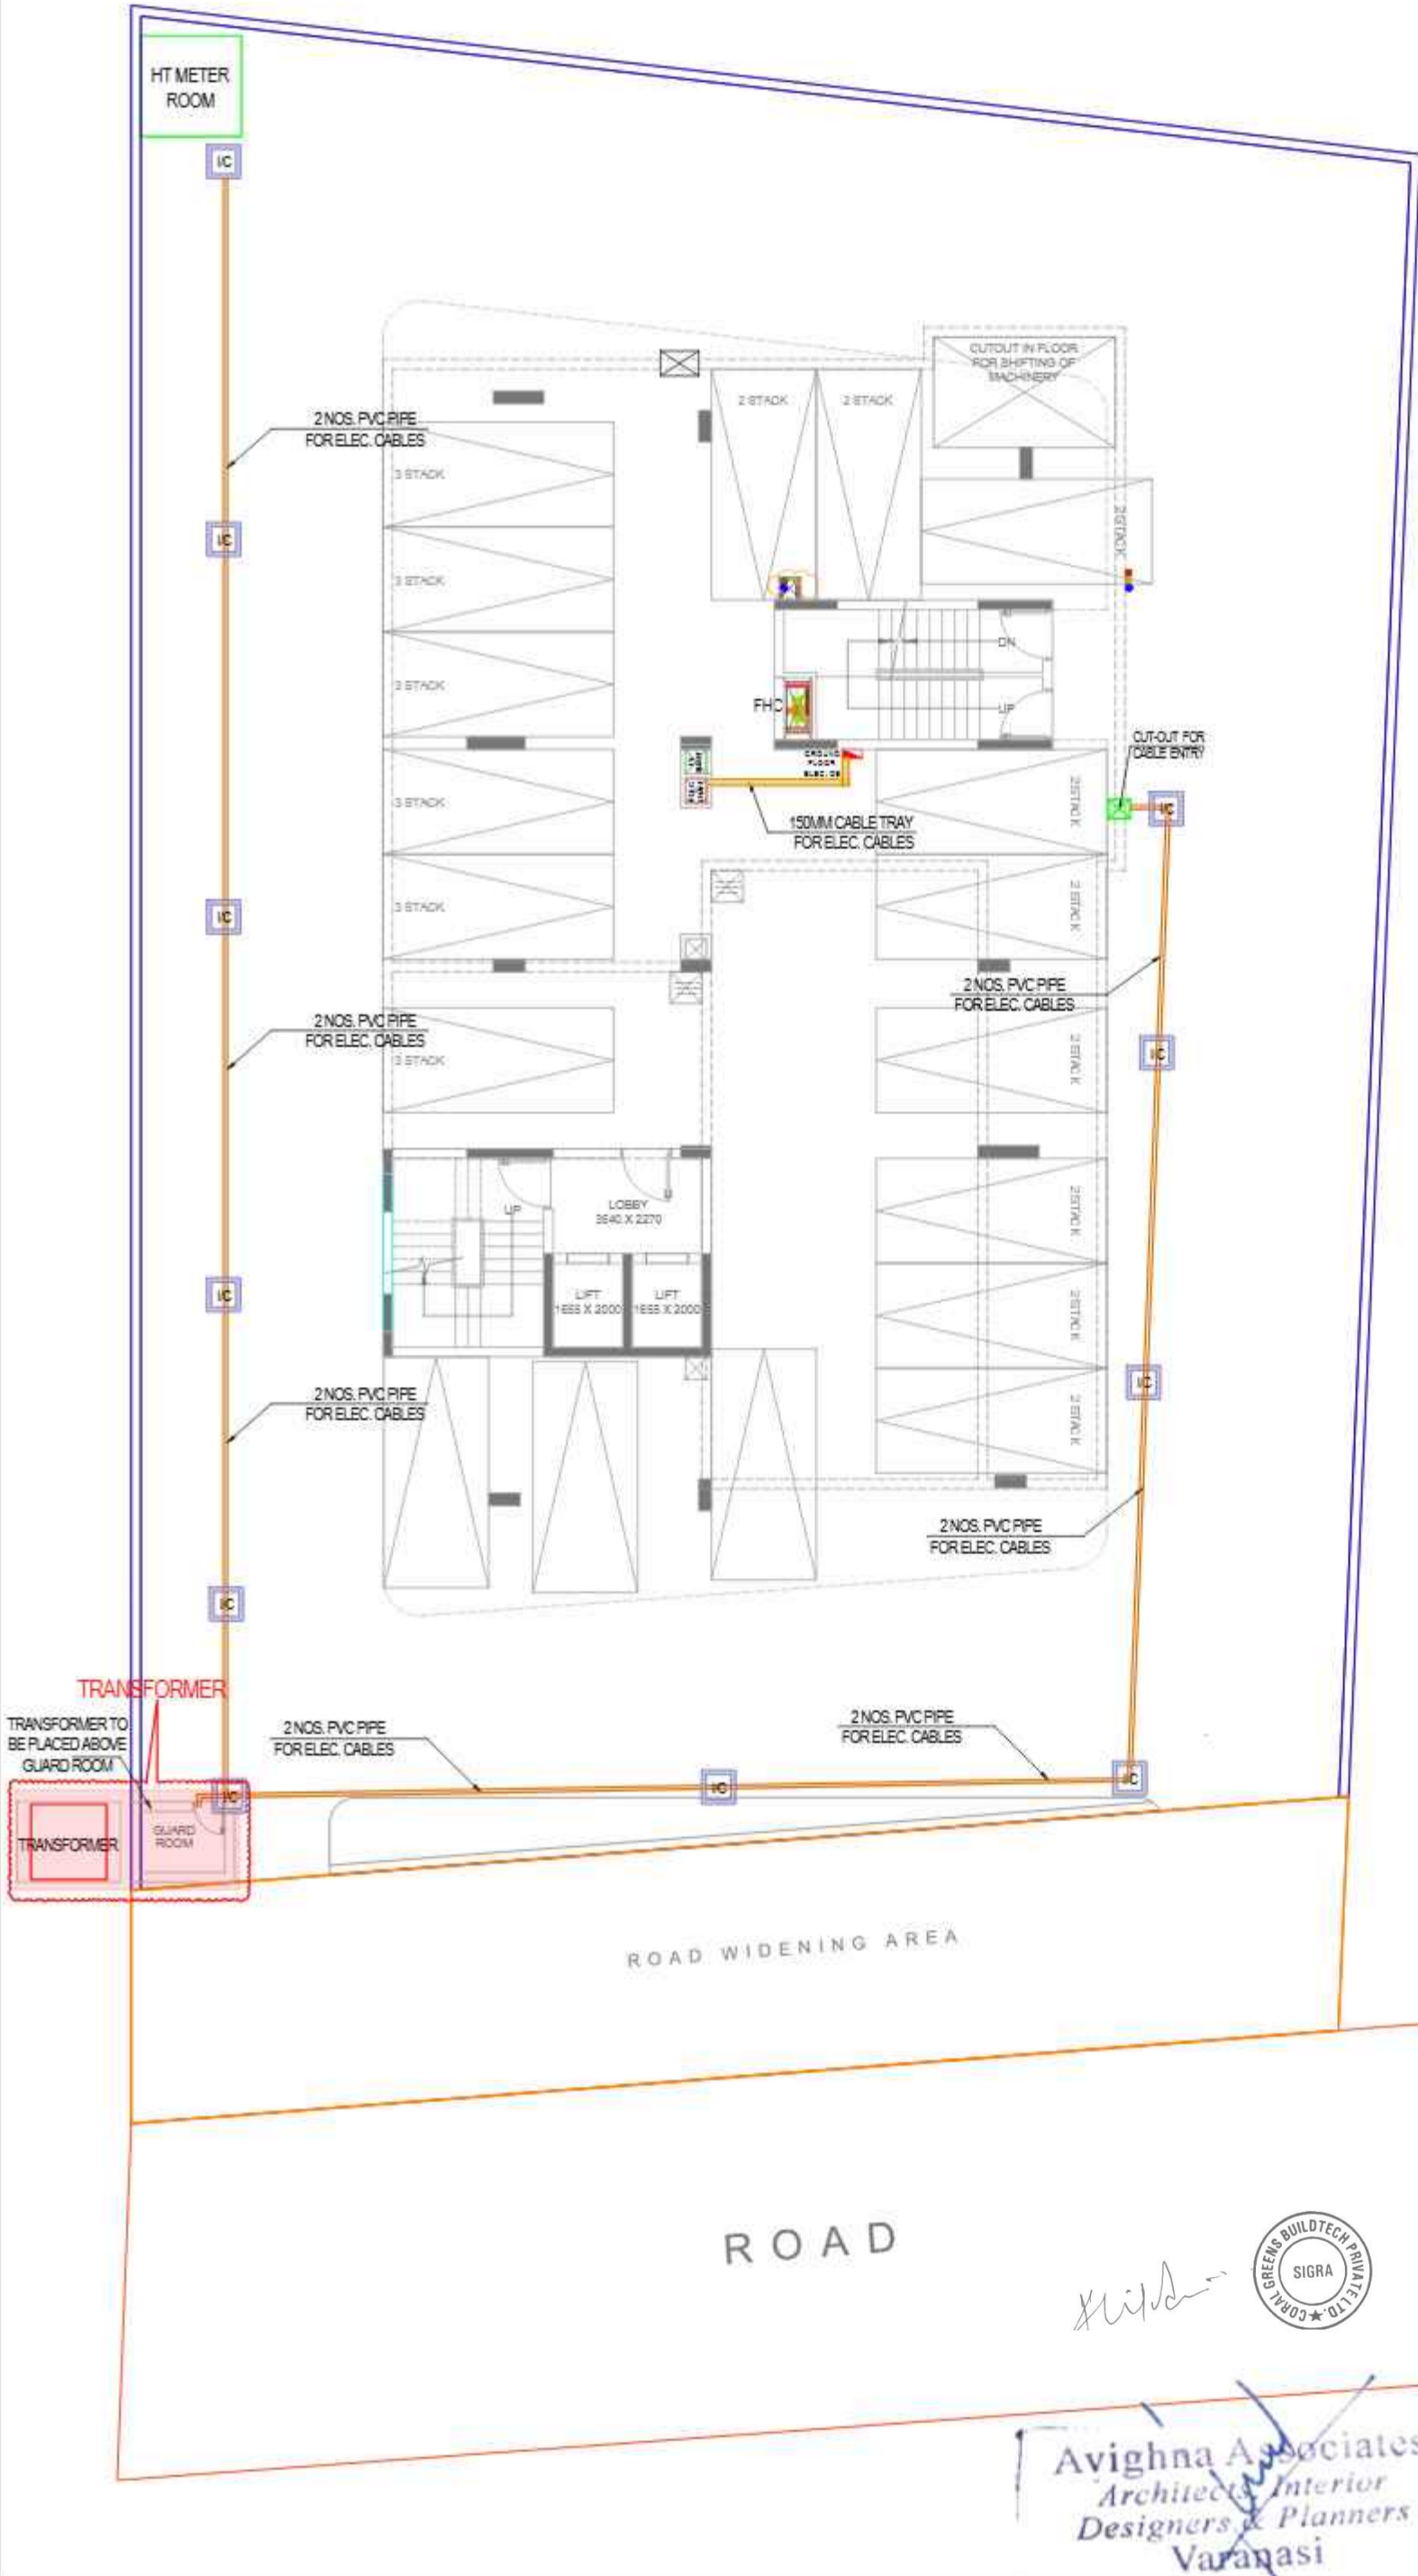 HT METER
ROOM
I/C
CUTOUT IN FLOOR
FOR SHIFTING OF
MACHINERY
2 STACK
2 STACK
2 NOS. PVC PIPE
FOR ELEC. CABLES
3 STACK
2 STACK
I/C
3 STACK
DN
3 STACK
FHC
UP
CUT-OUT FOR
CABLE ENTRY
GROUND
FLOOR
ELEC. DB
3 STACK
2 STACK
I/C
150MM CABLE TRAY
FOR ELEC. CABLES
3 STACK
2 STACK
I/C
2 NOS. PVC PIPE
FOR ELEC. CABLES
2 NOS. PVC PIPE
FOR ELEC. CABLES
3 STACK
2 STACK
I/C
UP
LOBBY
3640 X 2270
2 STACK
LIFT
1655 X 2000
LIFT
1655 X 2000
I/C
2 STACK
I/C
2 NOS. PVC PIPE
FOR ELEC. CABLES
2 STACK
2 NOS. PVC PIPE
FOR ELEC. CABLES
I/C
TRANSFORMER
TRANSFORMER TO
BE PLACED ABOVE
GUARD ROOM
2 NOS. PVC PIPE
FOR ELEC. CABLES
2 NOS. PVC PIPE
FOR ELEC. CABLES
I/C
I/C
I/C
TRANSFORMER
GUARD
ROOM
ROAD WIDENING AREA
ROAD
CORAL GREENS BUILDTECH PRIVATE LTD.
SIGRA
Avighna Associates
Architects, Interior
Designers & Planners
Varanasi